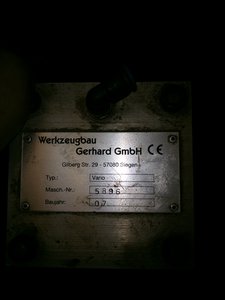 Werkzeugbau
Gerhard GmbH CE
Gilberg Str. 29 - 57080 Siegen
Typ.: Vario
Masch.-Nr.: 5896
Baujahr: 07